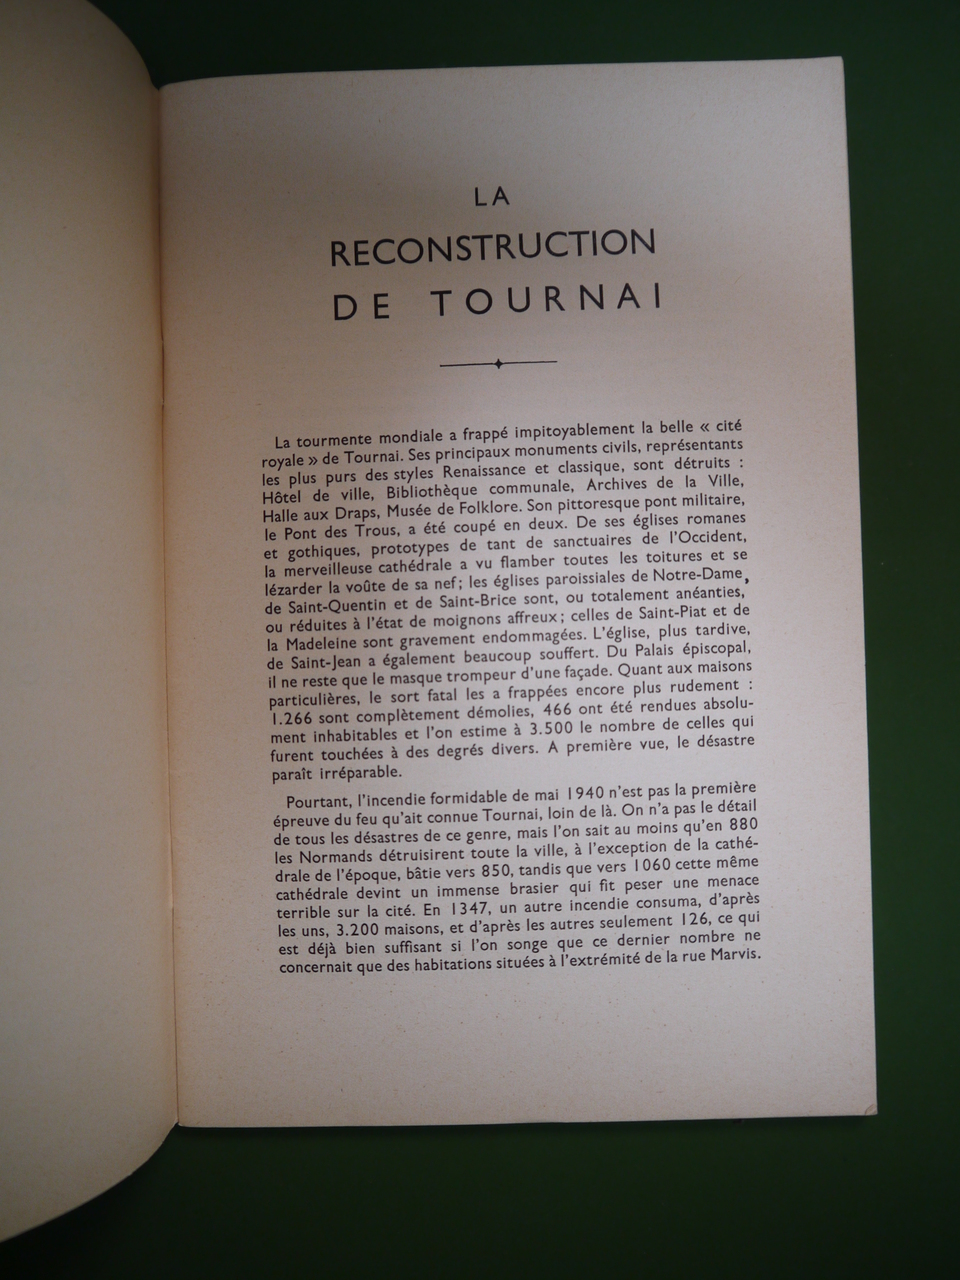 LA
RECONSTRUCTION
DE TOURNAI
La tourmente mondiale a frappé impitoyablement la belle « cité
royale » de Tournai. Ses principaux monuments civils, représentants
les plus purs des styles Renaissance et classique, sont détruits :
Hôtel de ville, Bibliothèque communale, Archives de la Ville,
Halle aux Draps, Musée de Folklore. Son pittoresque pont militaire,
le Pont des Trous, a été coupé en deux. De ses églises romanes
et gothiques, prototypes de tant de sanctuaires de l'Occident,
la merveilleuse cathédrale a vu flamber toutes les toitures et se
lézarder la voûte de sa nef; les églises paroissiales de Notre-Dame,
de Saint-Quentin et de Saint-Brice sont, ou totalement anéanties,
ou réduites à l'état de moignons affreux; celles de Saint-Piat et de
la Madeleine sont gravement endommagées. L'église, plus tardive,
de Saint-Jean a également beaucoup souffert. Du Palais épiscopal,
il ne reste que le masque trompeur d'une façade. Quant aux maisons
particulières, le sort fatal les a frappées encore plus rudement :
1.266 sont complètement démolies, 466 ont été rendues absolu-
ment inhabitables et l'on estime à 3.500 le nombre de celles qui
furent touchées à des degrés divers. A première vue, le désastre
paraît irréparable.
Pourtant, l'incendie formidable de mai 1940 n'est pas la première
épreuve du feu qu'ait connue Tournai, loin de là. On n'a pas le détail
de tous les désastres de ce genre, mais l'on sait au moins qu'en 880
les Normands détruisirent toute la ville, à l'exception de la cathé-
drale de l'époque, bâtie vers 850, tandis que vers 1060 cette même
cathédrale devint un immense brasier qui fit peser une menace
terrible sur la cité. En 1347, un autre incendie consuma, d'après
les uns, 3.200 maisons, et d'après les autres seulement 126, ce qui
est déjà bien suffisant si l'on songe que ce dernier nombre ne
concernait que des habitations situées à l'extrémité de la rue Marvis.